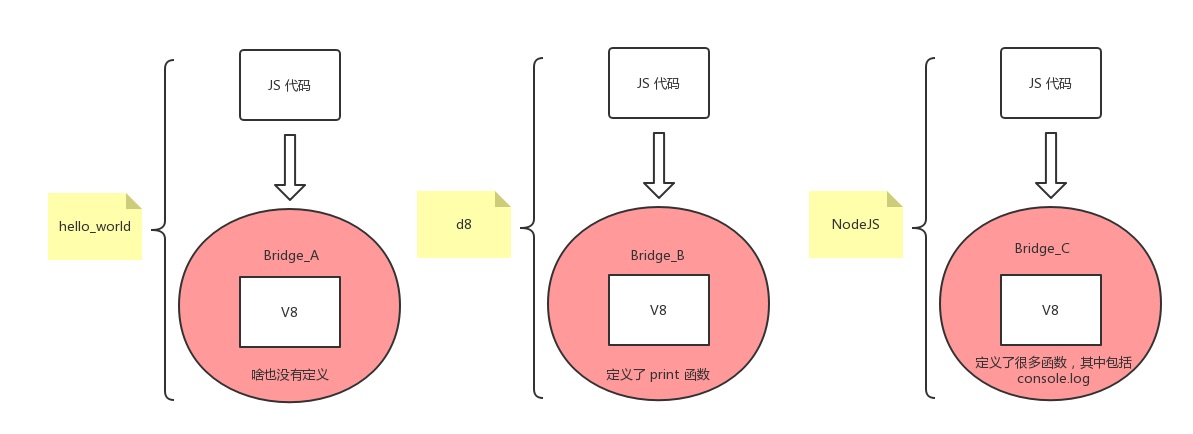 JS 代码
hello_world
Bridge_A
V8
啥也没有定义
JS 代码
d8
Bridge_B
V8
定义了 print 函数
JS 代码
NodeJS
Bridge_C
V8
定义了很多函数，其中包括
console.log